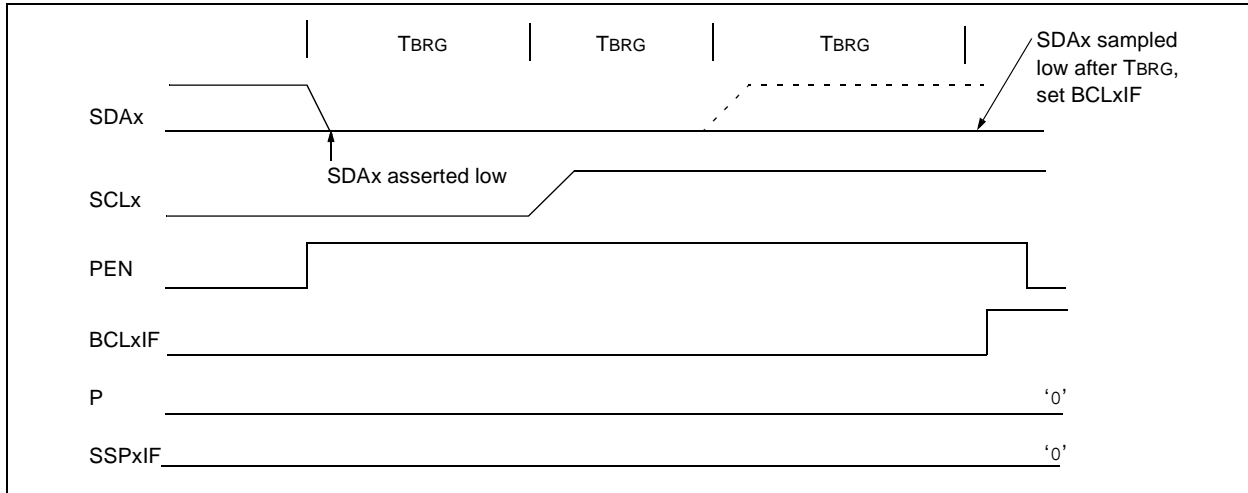 TBRG TBRG TBRG
SDAx sampled
low after TBRG,
set BCLxIF
SDAx
SDAx asserted low
SCLx
PEN
BCLxIF
P
‘0’
SSPxIF
‘0’